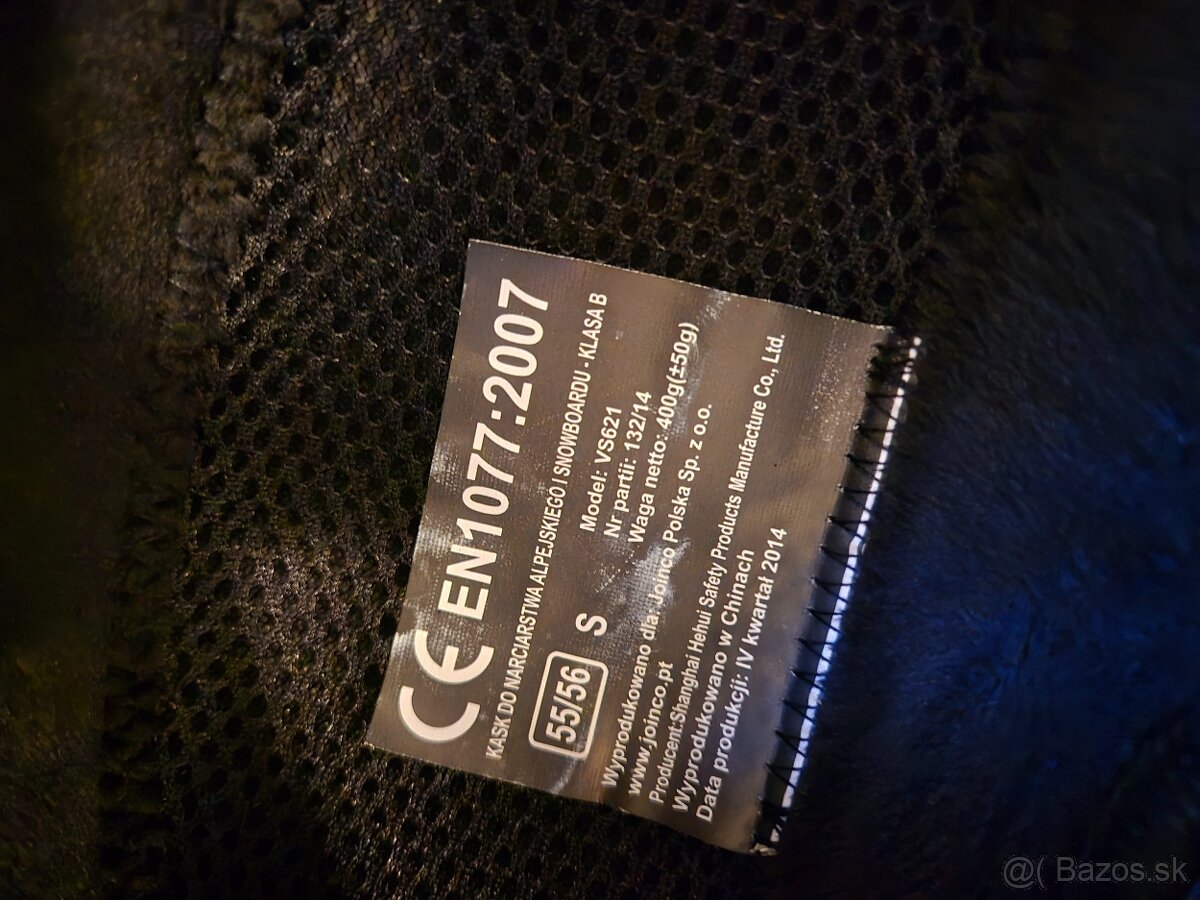 CE EN1077:2007
KASK DO NARCIARSTWA ALPEJSKIEGO I SNOWBOARDU - KLASA B
55/56 S
Model: VS621
Nr partii: 132/14
Waga netto: 400g(±50g)
Wyprodukowano dla Joinco Polska Sp. z o.o.
www.joinco.pt
Producent:Shanghai Hehui Safety Products Manufacture Co., Ltd.
Wyprodukowano w Chinach
Data produkcji: IV kwartał 2014
@( Bazos.sk